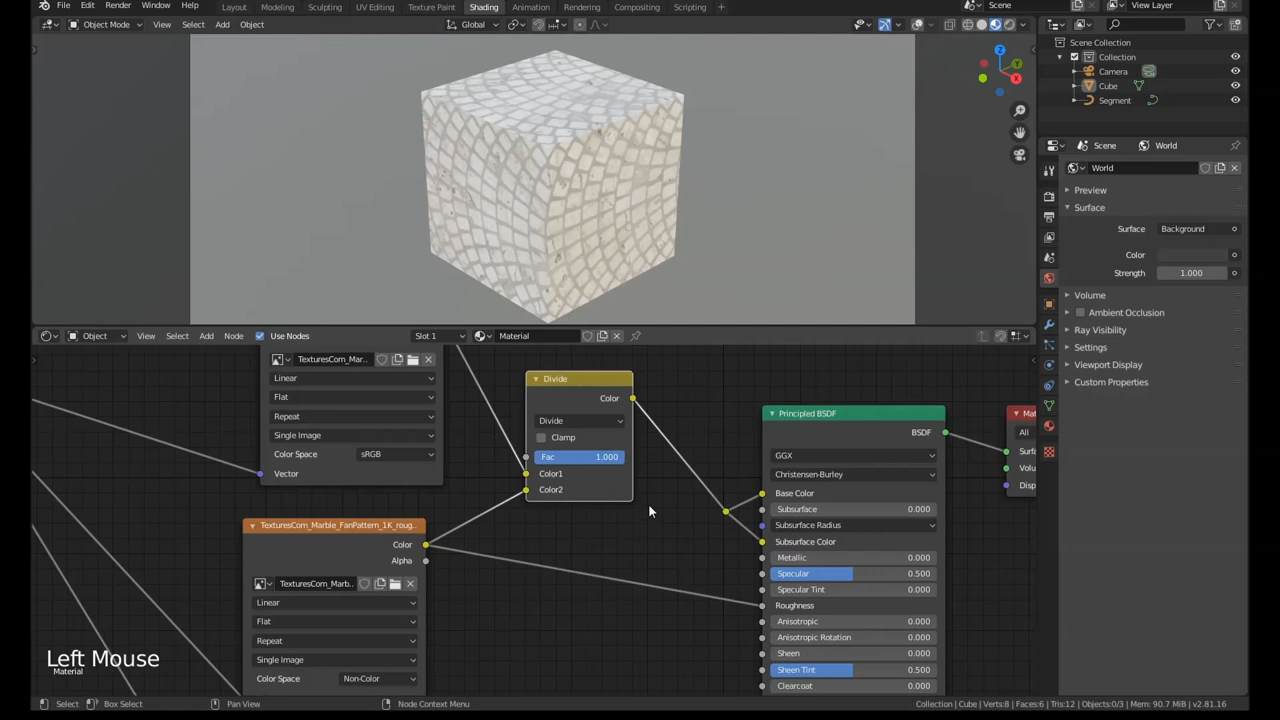 File Edit Render Window Help Layout Modeling Sculpting UV Editing Texture Paint Shading Animation Rendering Compositing Scripting Scene View Layer
Object Mode View Select Add Object Global
Scene Collection
Collection
Camera
Cube
Segment
Scene World
World
Preview
Surface
Surface Background
Color
Strength 1.000
Volume
Ambient Occlusion
Ray Visibility
Settings
Viewport Display
Custom Properties
Object View Select Add Node Use Nodes Slot 1 Material
TexturesCom_Mar..
Linear
Flat
Repeat
Single Image
Color Space sRGB
Vector
Divide
Color
Divide
Clamp
Fac 1.000
Color1
Color2
TexturesCom_Marble_FanPattern_1K_roug..
Color
Alpha
TexturesCom_Marb..
Linear
Flat
Repeat
Single Image
Color Space Non-Color
Principled BSDF
BSDF
GGX
Christensen-Burley
Base Color
Subsurface 0.000
Subsurface Radius
Subsurface Color
Metallic 0.000
Specular 0.500
Specular Tint 0.000
Roughness
Anisotropic 0.000
Anisotropic Rotation 0.000
Sheen 0.000
Sheen Tint 0.500
Clearcoat 0.000
Mat
All
Surfa
Volu
Disp
Left Mouse
Material
Select Box Select Pan View Node Context Menu Collection | Cube | Verts:8 | Faces:6 | Tris:12 | Objects:0/3 | Mem: 90.7 MiB | v2.81.16